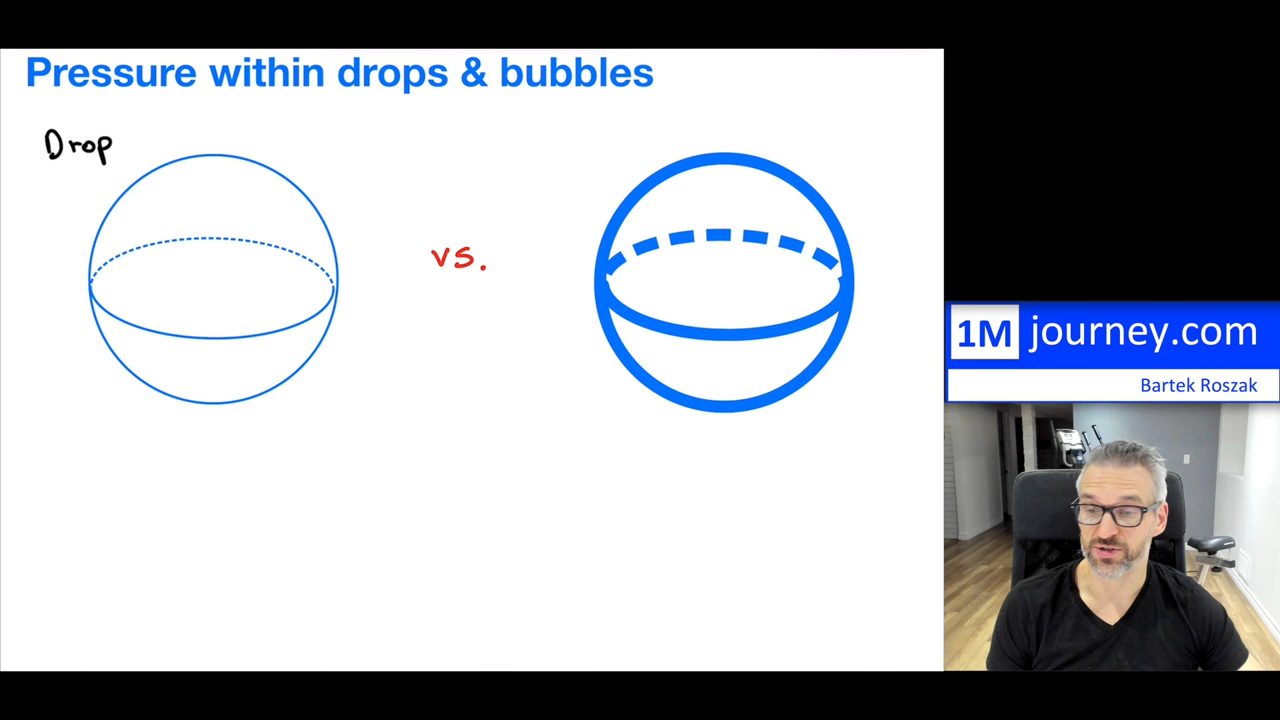 Pressure within drops & bubbles
Drop
vs.
1M journey.com
Bartek Roszak